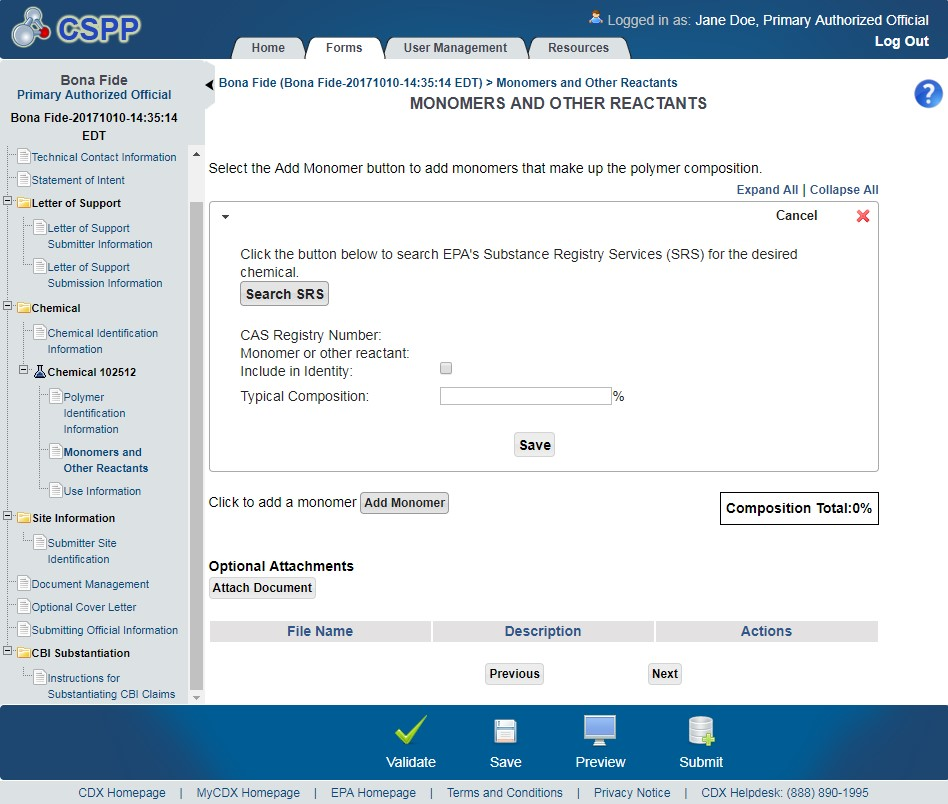 CSPP
Logged in as: Jane Doe, Primary Authorized Official
Log Out
Home
Forms
User Management
Resources
Bona Fide
Primary Authorized Official
Bona Fide-20171010-14:35:14
EDT
Technical Contact Information
Statement of Intent
Letter of Support
Letter of Support
Submitter Information
Letter of Support
Submission Information
Chemical
Chemical Identification
Information
Chemical 102512
Polymer
Identification
Information
Monomers and
Other Reactants
Use Information
Site Information
Submitter Site
Identification
Document Management
Optional Cover Letter
Submitting Official Information
CBI Substantiation
Instructions for
Substantiating CBI Claims
Bona Fide (Bona Fide-20171010-14:35:14 EDT) > Monomers and Other Reactants
?
MONOMERS AND OTHER REACTANTS
Select the Add Monomer button to add monomers that make up the polymer composition.
Expand All | Collapse All
Cancel
Click the button below to search EPA's Substance Registry Services (SRS) for the desired
chemical.
Search SRS
CAS Registry Number:
Monomer or other reactant:
Include in Identity:
Typical Composition: %
Save
Click to add a monomer Add Monomer
Composition Total:0%
Optional Attachments
Attach Document
File Name
Description
Actions
Previous
Next
Validate
Save
Preview
Submit
CDX Homepage | MyCDX Homepage | EPA Homepage | Terms and Conditions | Privacy Notice | CDX Helpdesk: (888) 890-1995